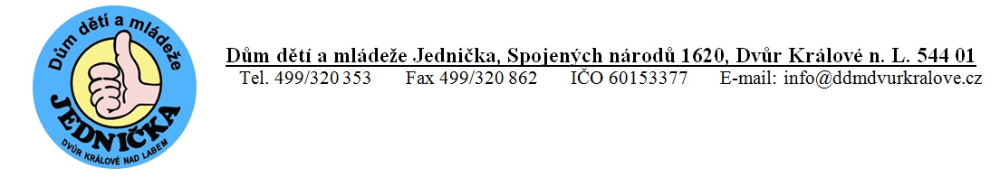 Dům dětí a mládeže
JEDNIČKA
DVŮR KRÁLOVÉ NAD LABEM
Dům dětí a mládeže Jednička, Spojených národů 1620, Dvůr Králové n. L. 544 01
Tel. 499/320 353 Fax 499/320 862 IČO 60153377 E-mail: info@ddmdvurkralove.cz